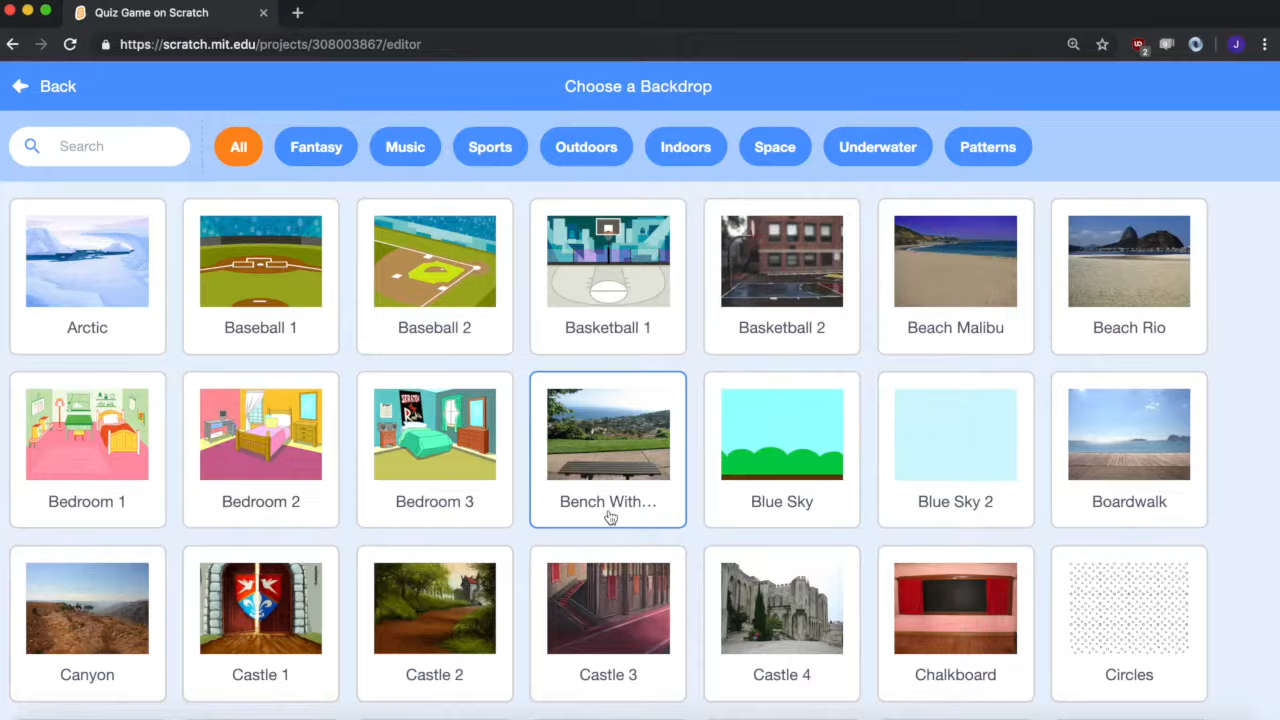 Quiz Game on Scratch
https://scratch.mit.edu/projects/308003867/editor
2
J
Back
Choose a Backdrop
Search
All
Fantasy
Music
Sports
Outdoors
Indoors
Space
Underwater
Patterns
Arctic
Baseball 1
Baseball 2
Basketball 1
Basketball 2
Beach Malibu
Beach Rio
Bedroom 1
Bedroom 2
Bedroom 3
Bench With...
Blue Sky
Blue Sky 2
Boardwalk
Canyon
Castle 1
Castle 2
Castle 3
Castle 4
Chalkboard
Circles